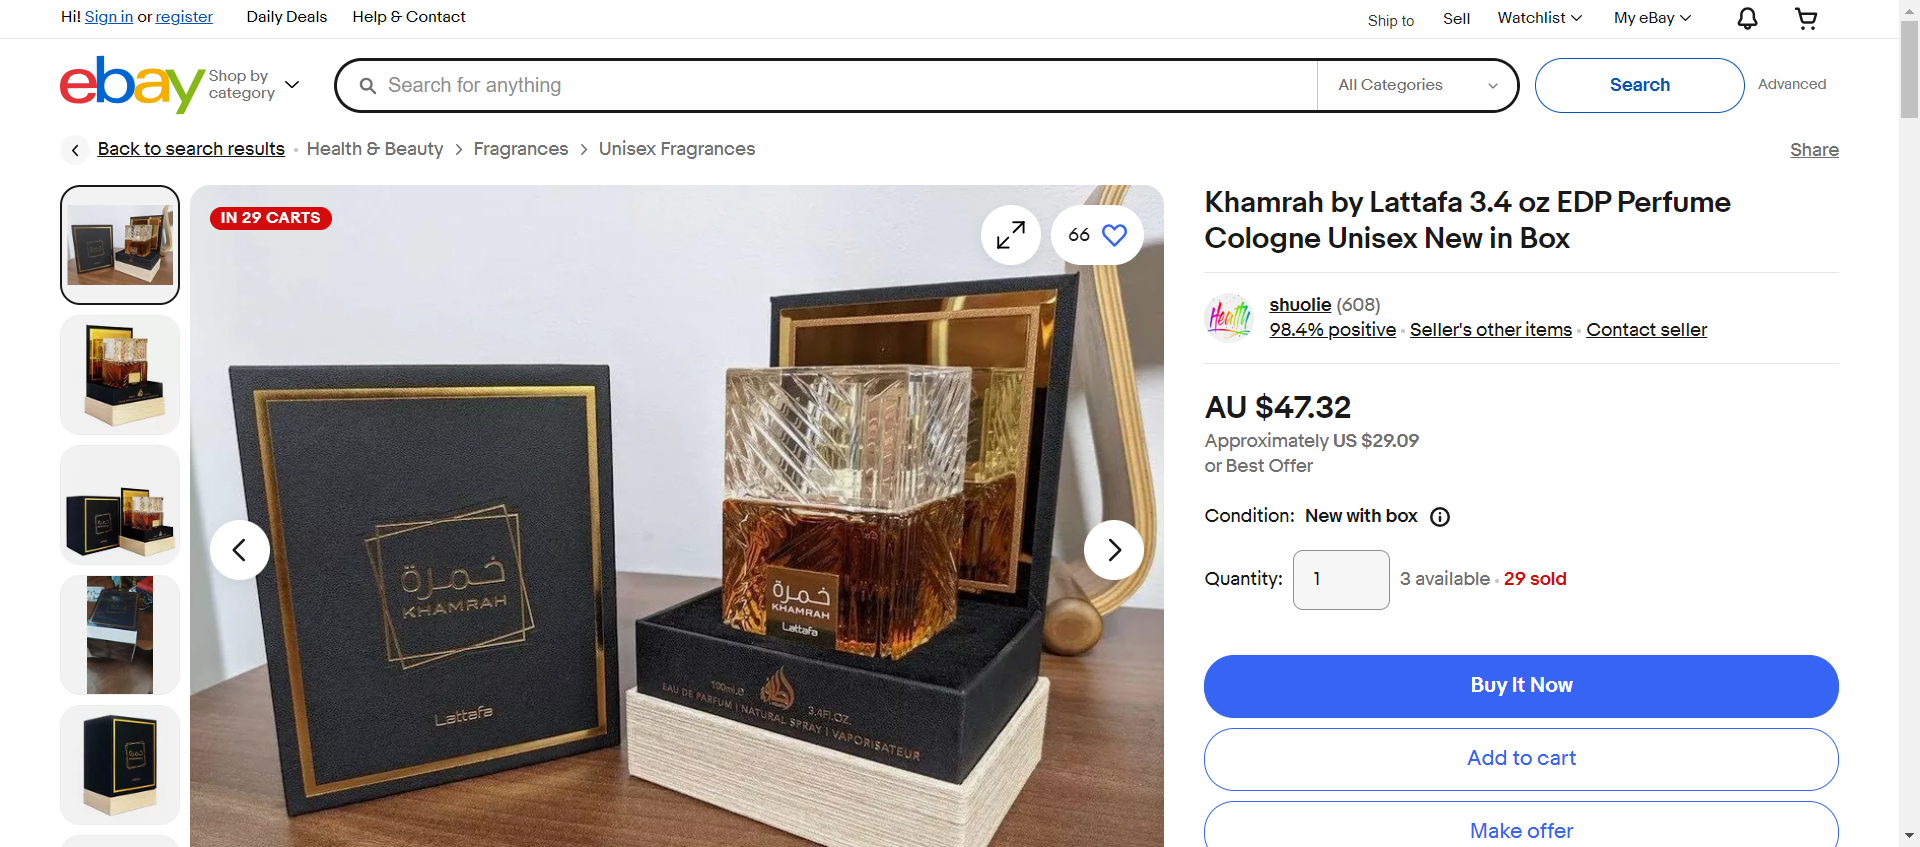 Hi! Sign in or register
Daily Deals
Help & Contact
Ship to
Sell
Watchlist
My eBay
ebay
Shop by
category
Search for anything
All Categories
Search
Advanced
Back to search results
Health & Beauty
Fragrances
Unisex Fragrances
Share
IN 29 CARTS
66
خمرة
KHAMRAH
Lattafa
خمرة
KHAMRAH
Lattafa
100ml.e
3.4FL.OZ.
EAU DE PARFUM | NATURAL SPRAY | VAPORISATEUR
Khamrah by Lattafa 3.4 oz EDP Perfume
Cologne Unisex New in Box
Health
shuolie (608)
98.4% positive
Seller's other items
Contact seller
AU $47.32
Approximately US $29.09
or Best Offer
Condition: New with box
Quantity: 1
3 available
29 sold
Buy It Now
Add to cart
Make offer